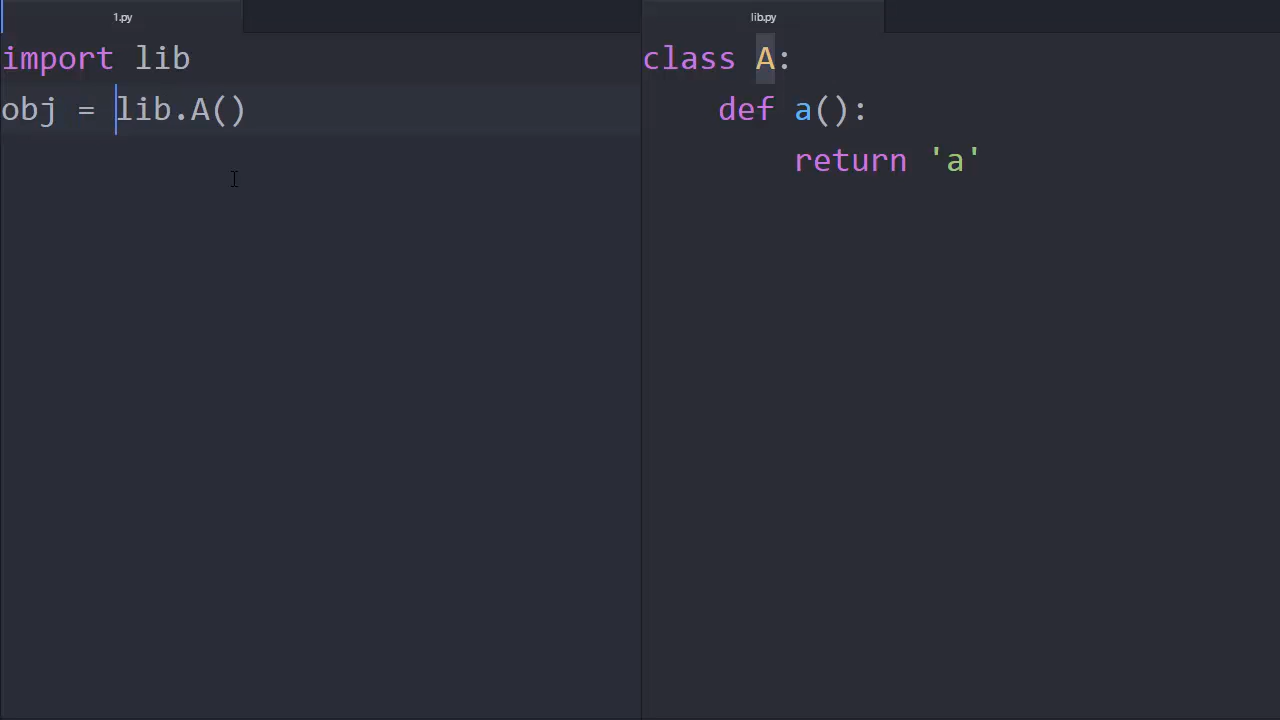 1.py
import lib
obj = lib.A()
lib.py
class A:
    def a():
        return 'a'